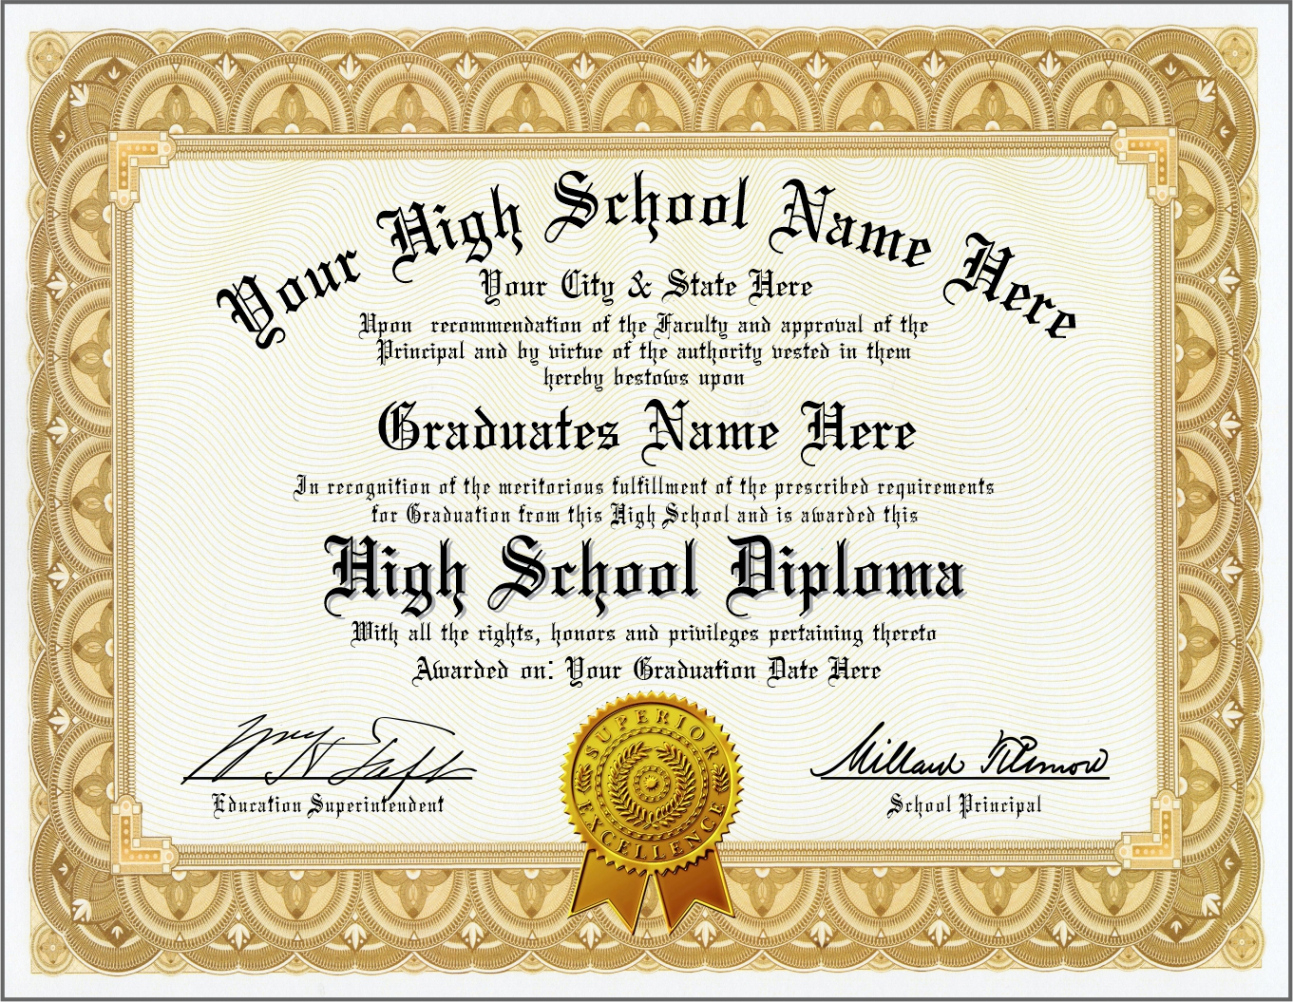 Your High School Name Here
Your City & State Here
Upon recommendation of the Faculty and approval of the
Principal and by virtue of the authority vested in them
hereby bestows upon
Graduates Name Here
In recognition of the meritorious fulfillment of the prescribed requirements
for Graduation from this High School and is awarded this
High School Diploma
With all the rights, honors and privileges pertaining thereto
Awarded on: Your Graduation Date Here
SUPERIOR
EXCELLENCE
Millard Fillmore
Education Superintendent
School Principal